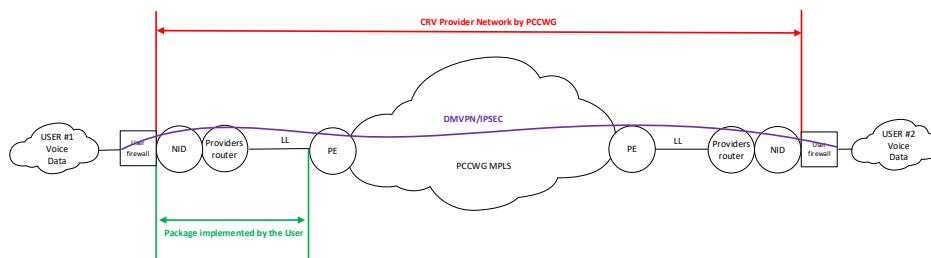 CRV Provider Network by PCCWG
DMVPN/IPSEC
USER #1
Voice
Data
User
firewall
NID
Providers
router
LL
PE
PCCWG MPLS
PE
LL
Providers
router
NID
User
firewall
USER #2
Voice
Data
Package implemented by the User